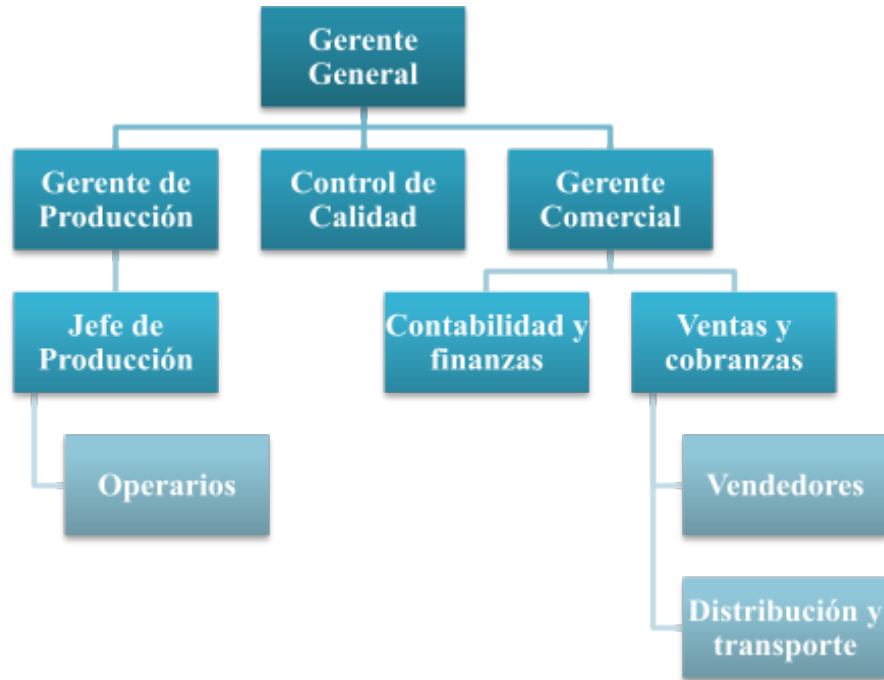 Gerente
General
Gerente de
Producción
Control de
Calidad
Gerente
Comercial
Jefe de
Producción
Contabilidad y
finanzas
Ventas y
cobranzas
Operarios
Vendedores
Distribución y
transporte